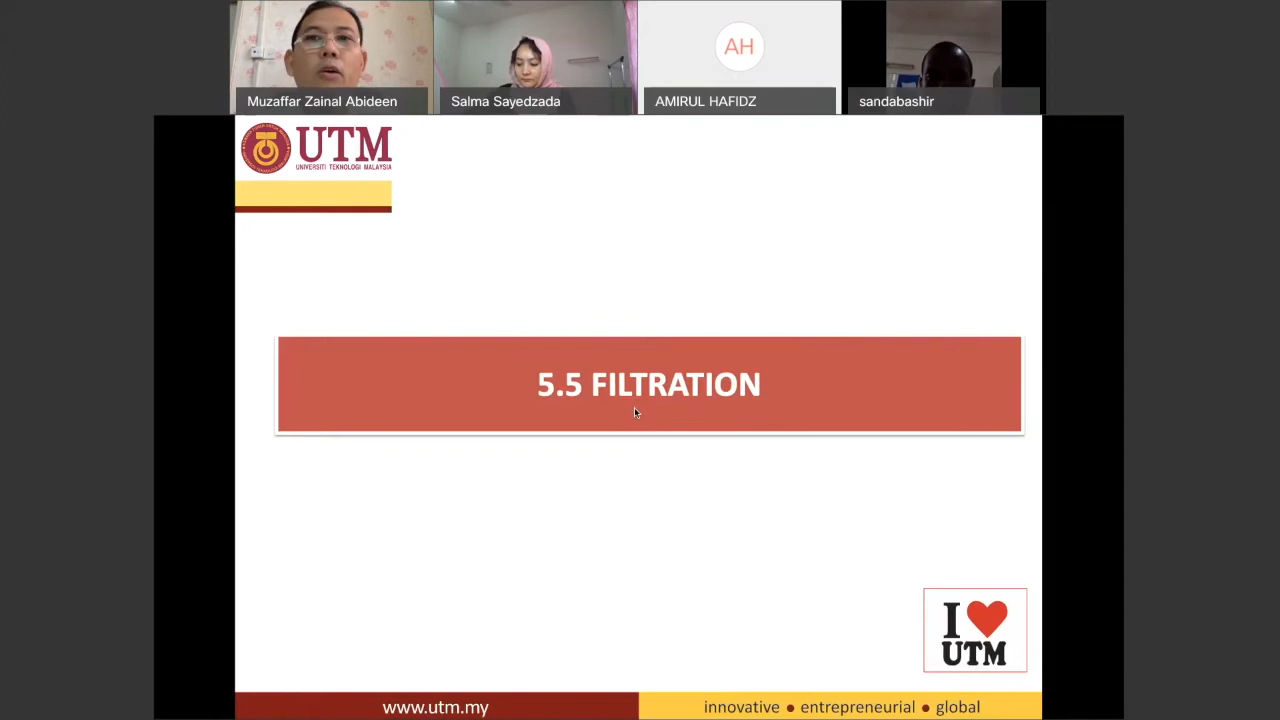 Muzaffar Zainal Abideen
Salma Sayedzada
AH
AMIRUL HAFIDZ
sandabashir
UTM
UNIVERSITI TEKNOLOGI MALAYSIA
5.5 FILTRATION
I
UTM
www.utm.my
innovative ● entrepreneurial ● global